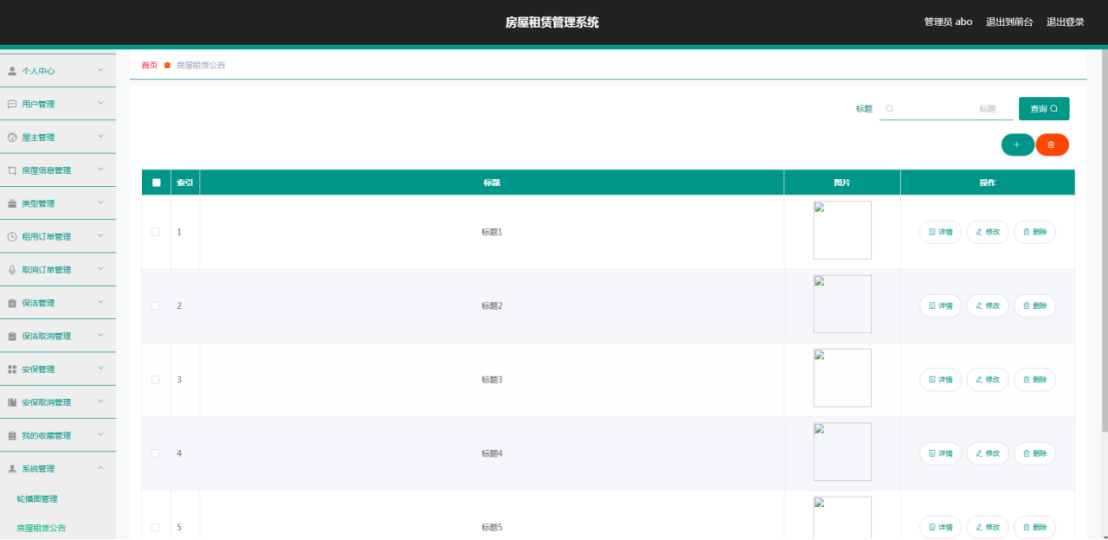 房屋租赁管理系统
管理员 abo 退出到前台 退出登录
个人中心
用户管理
屋主管理
房屋信息管理
类型管理
租用订单管理
取消订单管理
保洁管理
保洁取消管理
安保管理
安保取消管理
我的收藏管理
系统管理
轮播图管理
房屋租赁公告
首页 房屋租赁公告
标题 标题 查询
索引 标题 图片 操作
1 标题1 详情 修改 删除
2 标题2 详情 修改 删除
3 标题3 详情 修改 删除
4 标题4 详情 修改 删除
5 标题5 详情 修改 删除